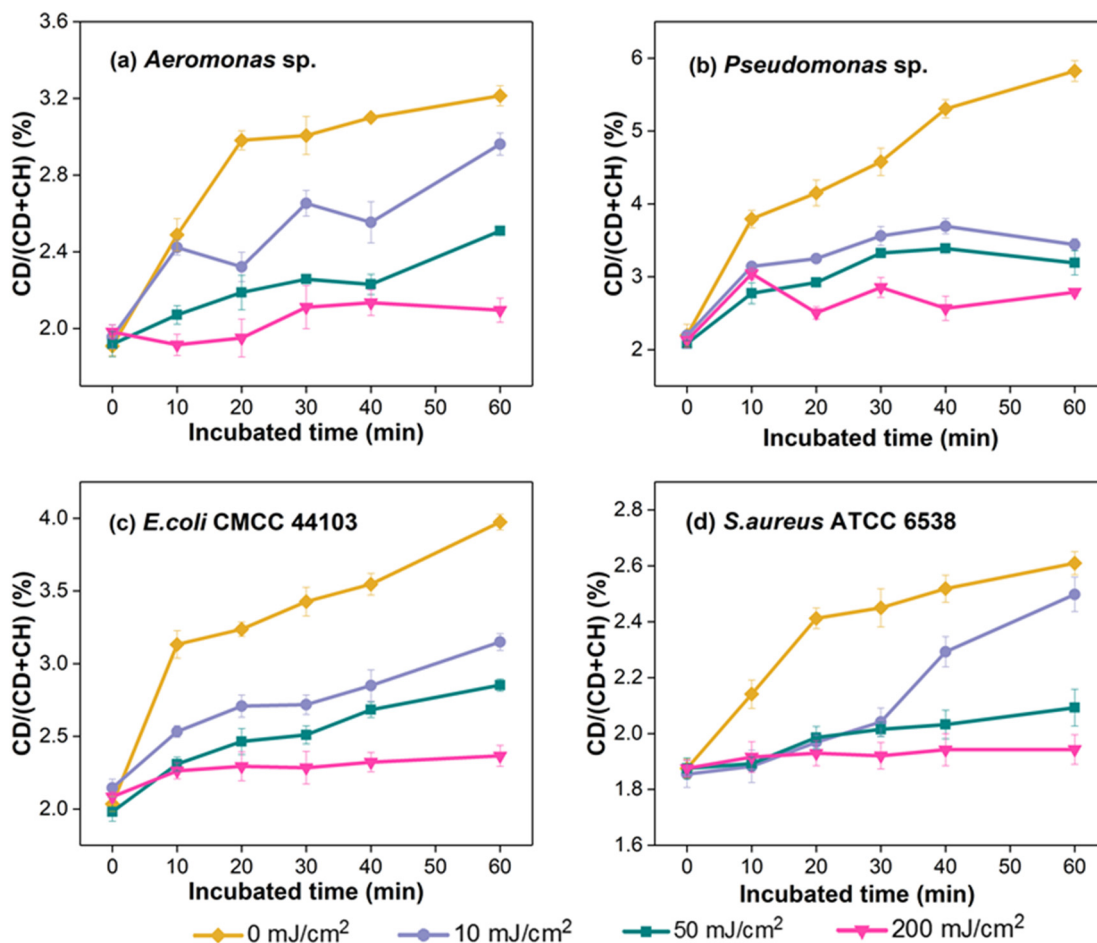 (a) Aeromonas sp.
CD/(CD+CH) (%)
3.6
3.2
2.8
2.4
2.0
0 10 20 30 40 50 60
Incubated time (min)
(b) Pseudomonas sp.
CD/(CD+CH) (%)
6
5
4
3
2
0 10 20 30 40 50 60
Incubated time (min)
(c) E.coli CMCC 44103
CD/(CD+CH) (%)
4.0
3.5
3.0
2.5
2.0
0 10 20 30 40 50 60
Incubated time (min)
(d) S.aureus ATCC 6538
CD/(CD+CH) (%)
2.8
2.6
2.4
2.2
2.0
1.8
1.6
0 10 20 30 40 50 60
Incubated time (min)
0 mJ/cm² 10 mJ/cm² 50 mJ/cm² 200 mJ/cm²